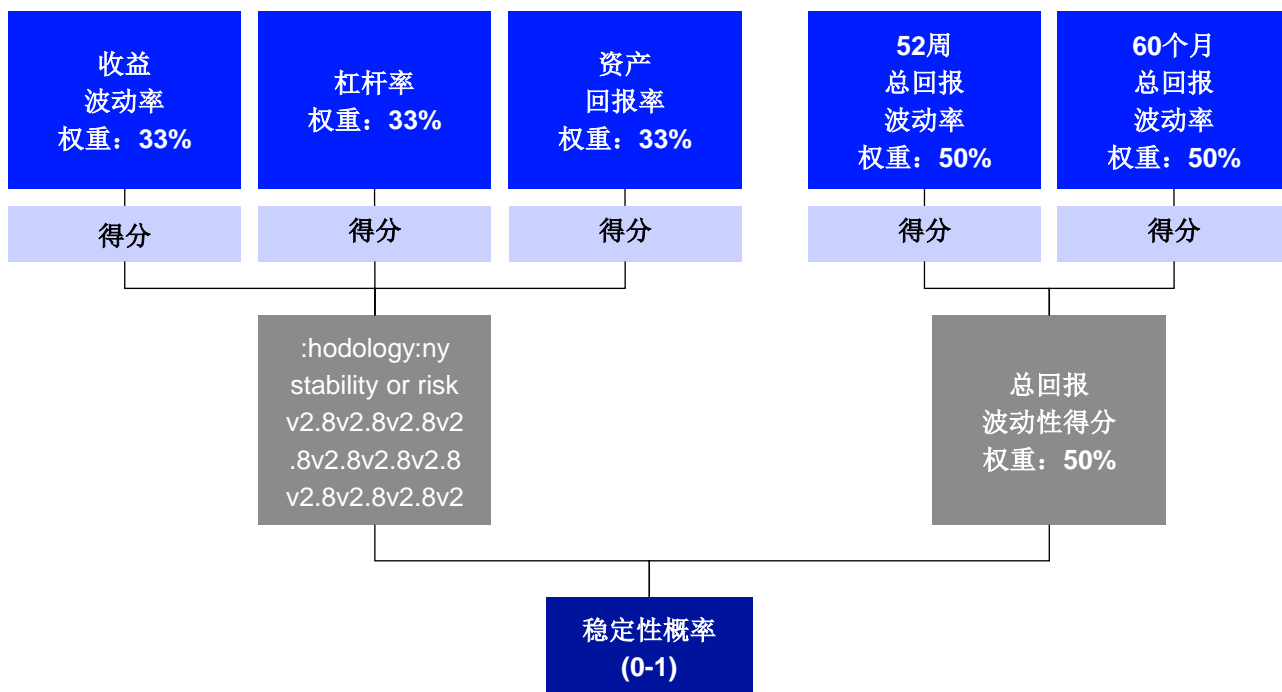 收益
波动率
权重：33%
杠杆率
权重：33%
资产
回报率
权重：33%
52周
总回报
波动率
权重：50%
60个月
总回报
波动率
权重：50%
得分
得分
得分
得分
得分
:hodology:ny
stability or risk
v2.8v2.8v2.8v2
.8v2.8v2.8v2.8
v2.8v2.8v2.8v2
总回报
波动性得分
权重：50%
稳定性概率
(0-1)